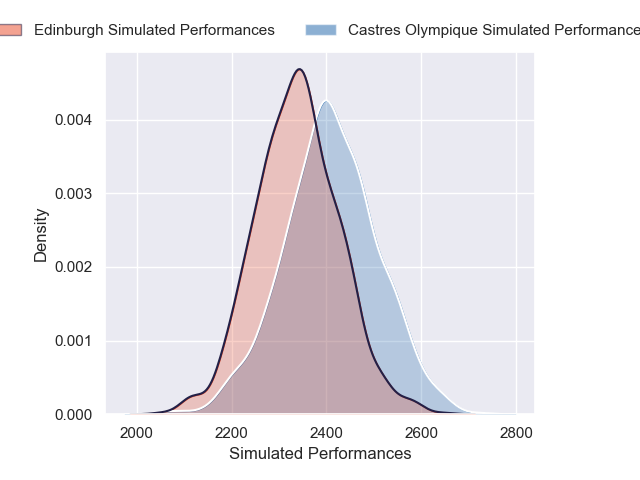 Edinburgh Simulated Performances
Castres Olympique Simulated Performance
Density
0.004
0.003
0.002
0.001
0.000
2000 2200 2400 2600 2800
Simulated Performances